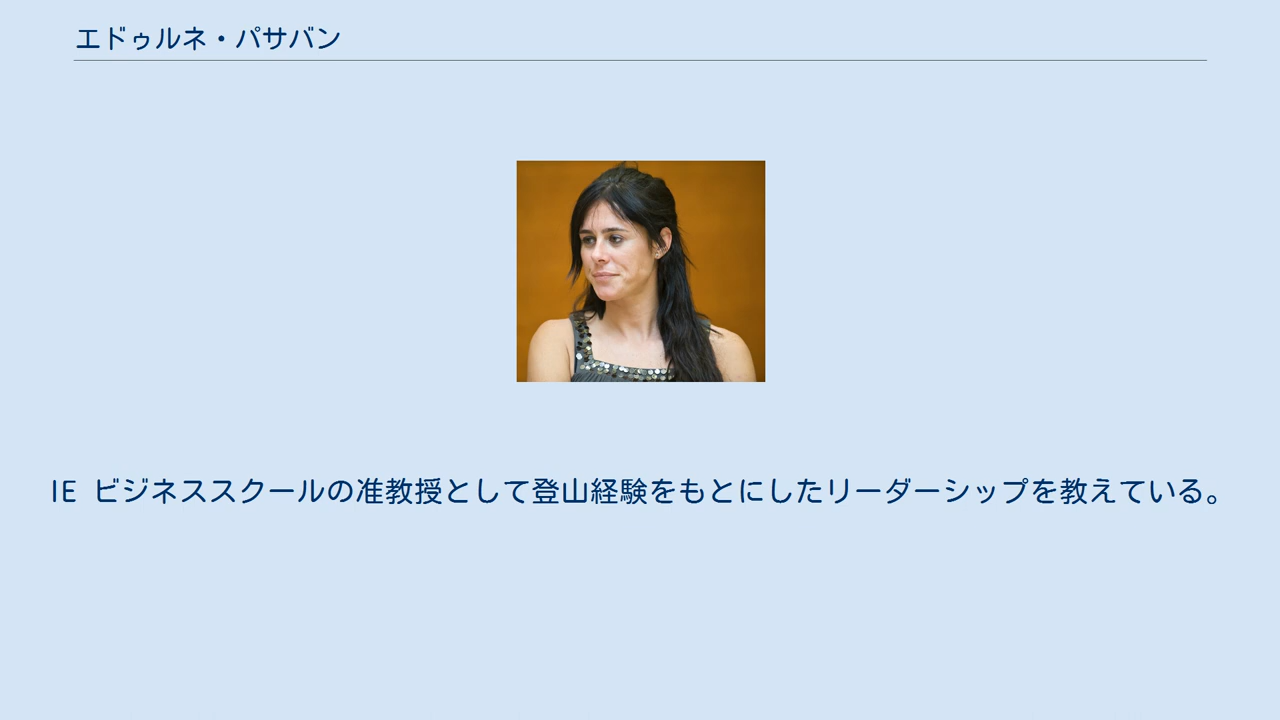 エドゥルネ・パサバン
IE ビジネススクールの准教授として登山経験をもとにしたリーダーシップを教えている。